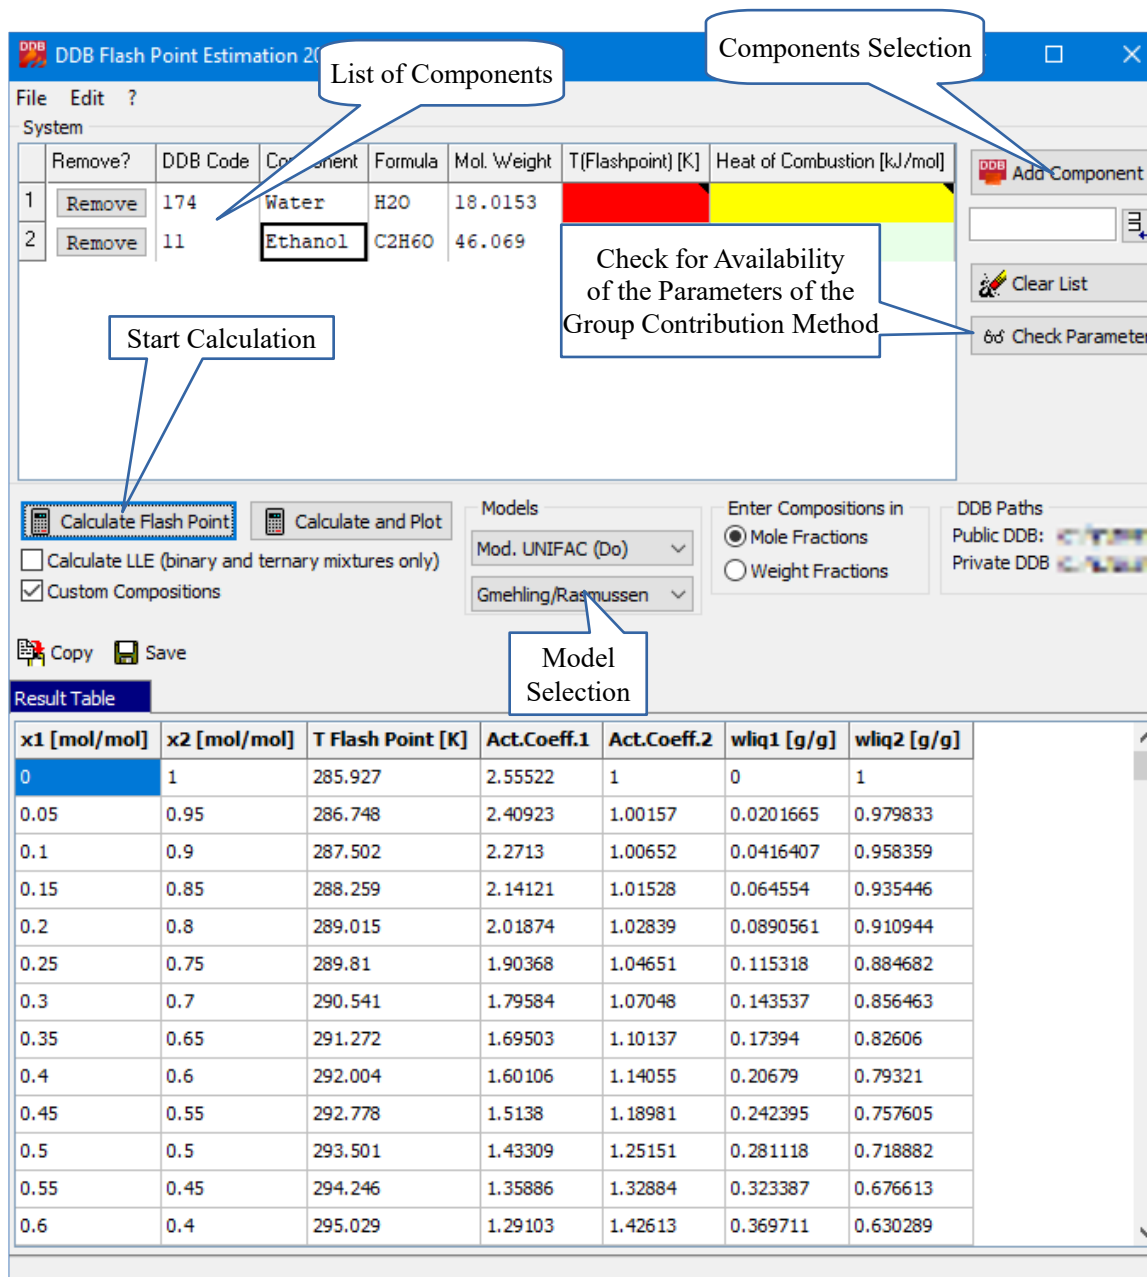 Components Selection
DDB Flash Point Estimation 20
List of Components
File Edit ?
System
Remove? DDB Code Component Formula Mol. Weight T(Flashpoint) [K] Heat of Combustion [kJ/mol]
DDB Add Component
1 Remove 174 Water H2O 18.0153
2 Remove 11 Ethanol C2H6O 46.069
Check for Availability
of the Parameters of the
Group Contribution Method
Clear List
Start Calculation
Check Parameter
Calculate Flash Point Calculate and Plot
Models
Enter Compositions in
DDB Paths
Mod. UNIFAC (Do)
Mole Fractions
Public DDB:
Calculate LLE (binary and ternary mixtures only)
Weight Fractions
Private DDB
Custom Compositions
Gmehling/Rasmussen
Copy Save
Model
Selection
Result Table
x1 [mol/mol] x2 [mol/mol] T Flash Point [K] Act.Coeff.1 Act.Coeff.2 wliq1 [g/g] wliq2 [g/g]
0 1 285.927 2.55522 1 0 1
0.05 0.95 286.748 2.40923 1.00157 0.0201665 0.979833
0.1 0.9 287.502 2.2713 1.00652 0.0416407 0.958359
0.15 0.85 288.259 2.14121 1.01528 0.064554 0.935446
0.2 0.8 289.015 2.01874 1.02839 0.0890561 0.910944
0.25 0.75 289.81 1.90368 1.04651 0.115318 0.884682
0.3 0.7 290.541 1.79584 1.07048 0.143537 0.856463
0.35 0.65 291.272 1.69503 1.10137 0.17394 0.82606
0.4 0.6 292.004 1.60106 1.14055 0.20679 0.79321
0.45 0.55 292.778 1.5138 1.18981 0.242395 0.757605
0.5 0.5 293.501 1.43309 1.25151 0.281118 0.718882
0.55 0.45 294.246 1.35886 1.32884 0.323387 0.676613
0.6 0.4 295.029 1.29103 1.42613 0.369711 0.630289